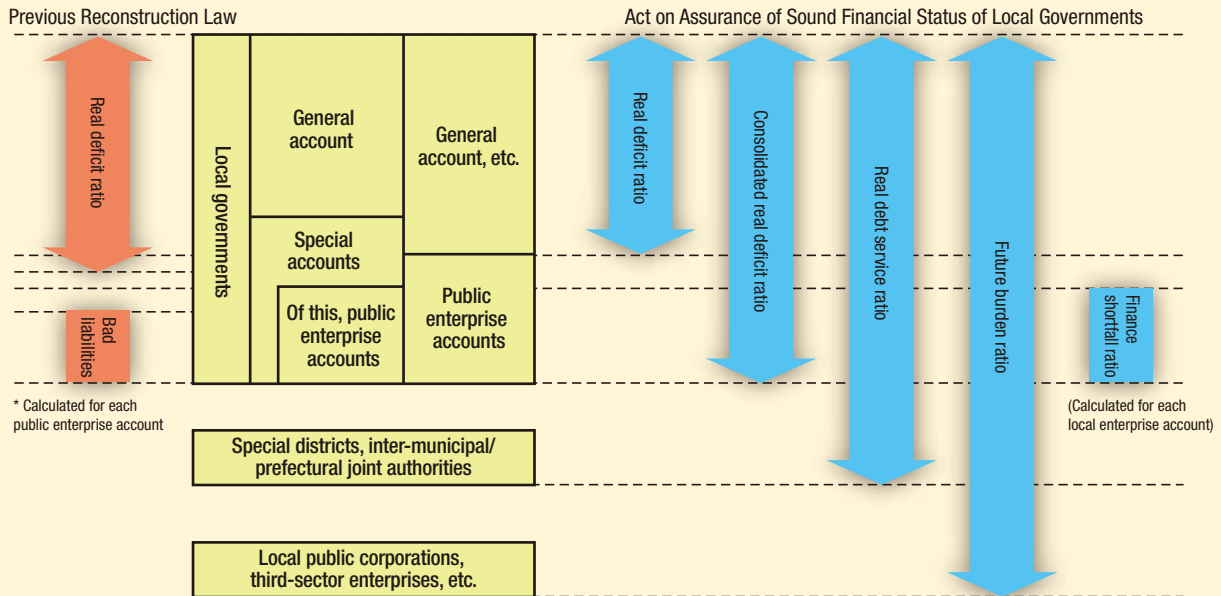 Previous Reconstruction Law
Act on Assurance of Sound Financial Status of Local Governments
Real deficit ratio
Bad
liabilities
* Calculated for each
public enterprise account
Local governments
General
account
Special
accounts
Of this, public
enterprise
accounts
General
account, etc.
Public
enterprise
accounts
Special districts, inter-municipal/
prefectural joint authorities
Local public corporations,
third-sector enterprises, etc.
Real deficit ratio
Consolidated real deficit ratio
Real debt service ratio
Future burden ratio
Finance
shortfall ratio
(Calculated for each
local enterprise account)